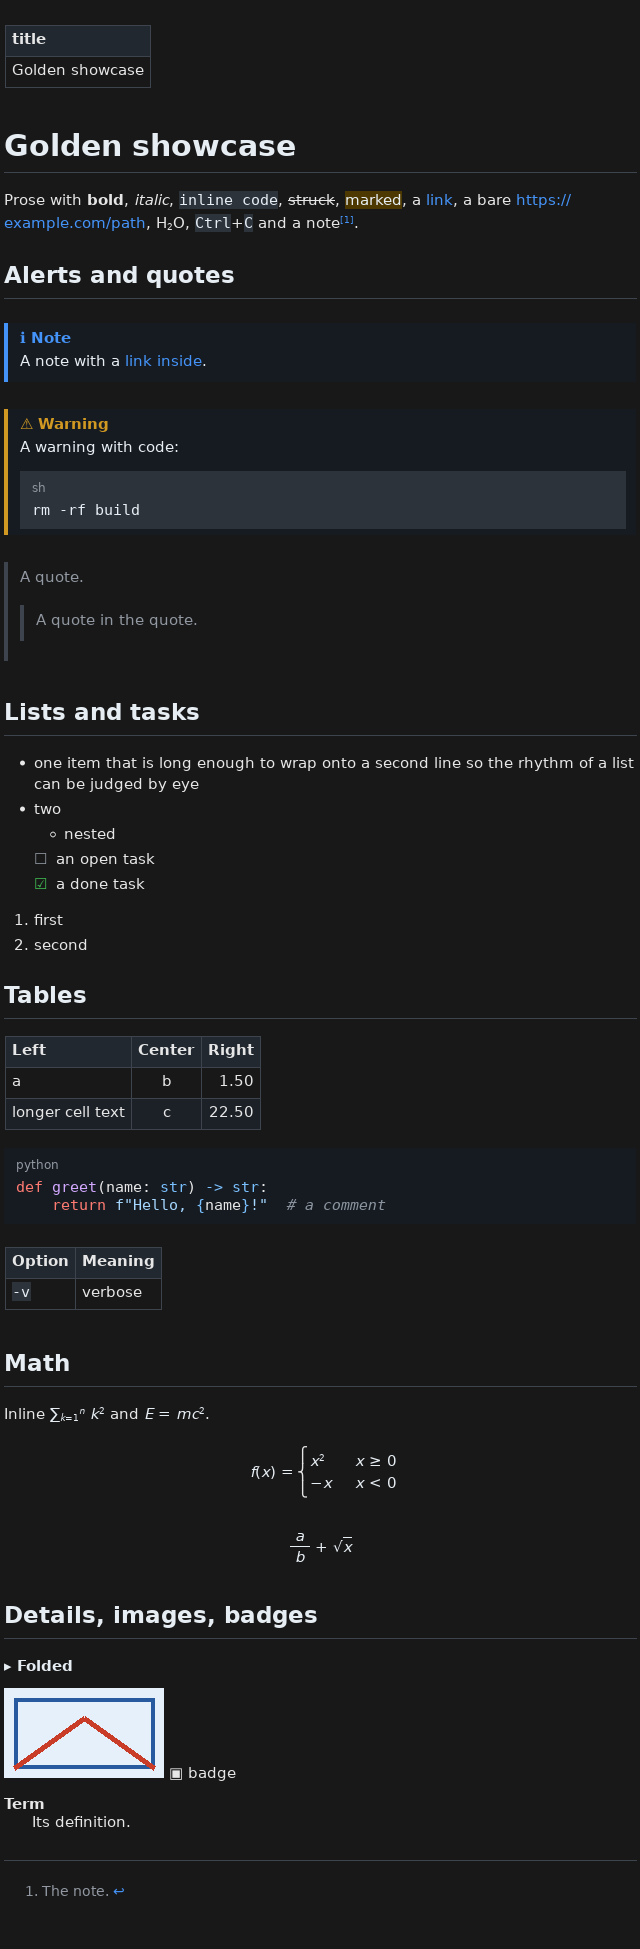 title
Golden showcase
Golden showcase
Prose with bold, italic, inline code, struck, marked, a link, a bare https://
example.com/path, H₂O, Ctrl+C and a note[1].
Alerts and quotes
ℹ Note
A note with a link inside.
⚠ Warning
A warning with code:
sh
rm -rf build
A quote.
A quote in the quote.
Lists and tasks
• one item that is long enough to wrap onto a second line so the rhythm of a list
can be judged by eye
• two
◦ nested
☐ an open task
☑ a done task
1. first
2. second
Tables
Left Center Right
a b 1.50
longer cell text c 22.50
python
def greet(name: str) -> str:
    return f"Hello, {name}!"  # a comment
Option Meaning
-v verbose
Math
Inline ∑ₖ₌₁ⁿ k² and E = mc².
f(x) = { x² x ≥ 0
−x x < 0
a
b + √x
Details, images, badges
▸ Folded
▣ badge
Term
Its definition.
1. The note. ↩